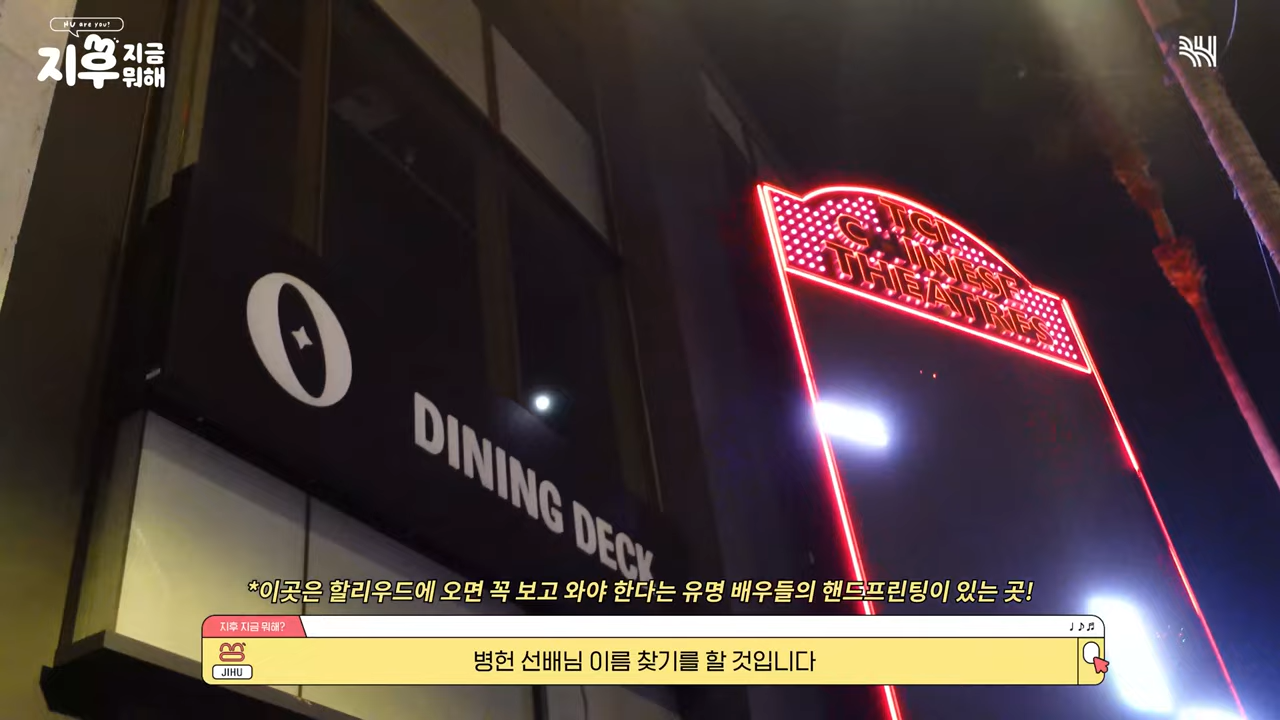 HU are you?
지후 지금 뭐해
TCL
CHINESE
THEATRES
O
DINING DECK
*이곳은 할리우드에 오면 꼭 보고 와야 한다는 유명 배우들의 핸드프린팅이 있는 곳!
지후 지금 뭐해?
병헌 선배님 이름 찾기를 할 것입니다
JIHU